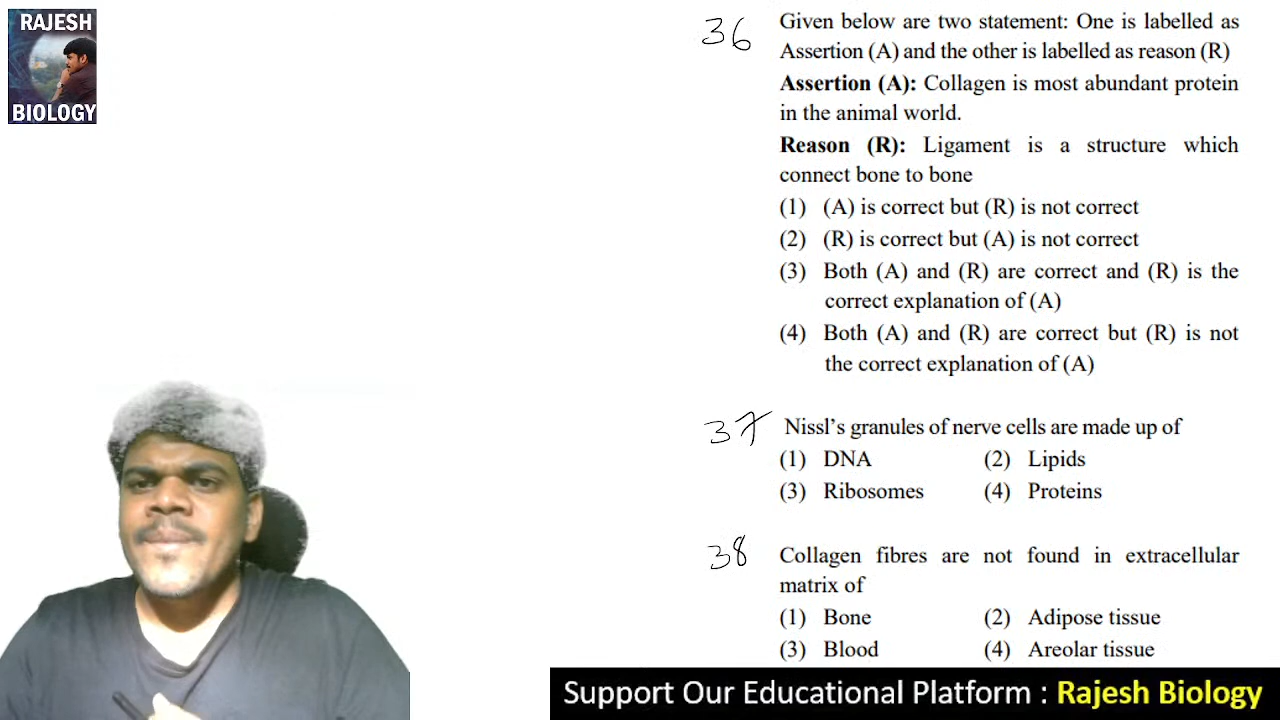 RAJESH
BIOLOGY
36
Given below are two statement: One is labelled as
Assertion (A) and the other is labelled as reason (R)
Assertion (A): Collagen is most abundant protein
in the animal world.
Reason (R): Ligament is a structure which
connect bone to bone
(1) (A) is correct but (R) is not correct
(2) (R) is correct but (A) is not correct
(3) Both (A) and (R) are correct and (R) is the
correct explanation of (A)
(4) Both (A) and (R) are correct but (R) is not
the correct explanation of (A)
37 Nissl’s granules of nerve cells are made up of
(1) DNA (2) Lipids
(3) Ribosomes (4) Proteins
38 Collagen fibres are not found in extracellular
matrix of
(1) Bone (2) Adipose tissue
(3) Blood (4) Areolar tissue
Support Our Educational Platform : Rajesh Biology